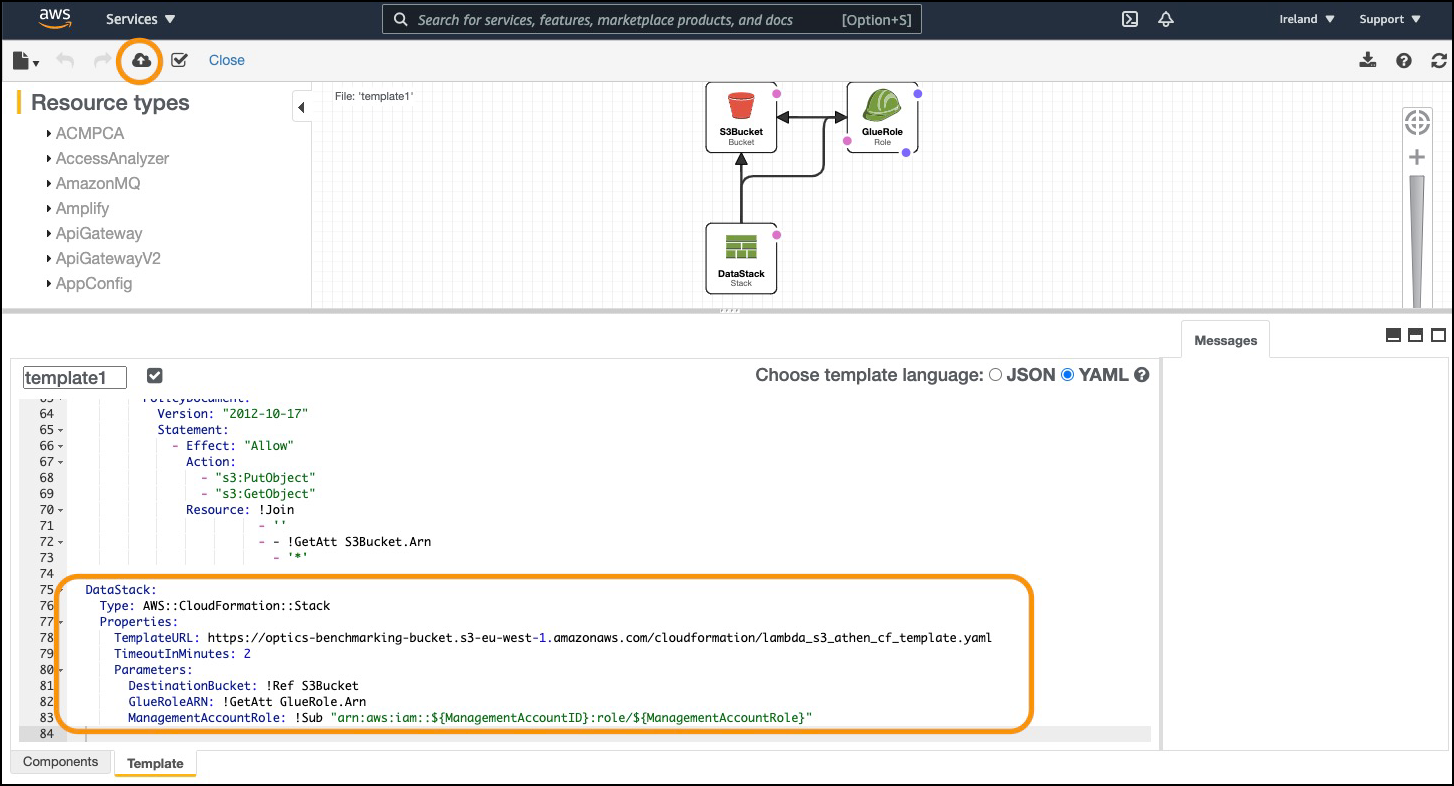 aws Services Search for services, features, marketplace products, and docs [Option+S] Ireland Support
Close
Resource types
ACMPCA
AccessAnalyzer
AmazonMQ
Amplify
ApiGateway
ApiGatewayV2
AppConfig
File: 'template1'
S3Bucket
Bucket
GlueRole
Role
DataStack
Stack
Messages
template1
Choose template language: JSON YAML
63 PolicyDocument:
64 Version: "2012-10-17"
65 Statement:
66 - Effect: "Allow"
67 Action:
68 - "s3:PutObject"
69 - "s3:GetObject"
70 Resource: !Join
71 - ''
72 - - !GetAtt S3Bucket.Arn
73 - '*'
74
75 DataStack:
76 Type: AWS::CloudFormation::Stack
77 Properties:
78 TemplateURL: https://optics-benchmarking-bucket.s3-eu-west-1.amazonaws.com/cloudformation/lambda_s3_athen_cf_template.yaml
79 TimeoutInMinutes: 2
80 Parameters:
81 DestinationBucket: !Ref S3Bucket
82 GlueRoleARN: !GetAtt GlueRole.Arn
83 ManagementAccountRole: !Sub "arn:aws:iam::${ManagementAccountID}:role/${ManagementAccountRole}"
84
Components Template